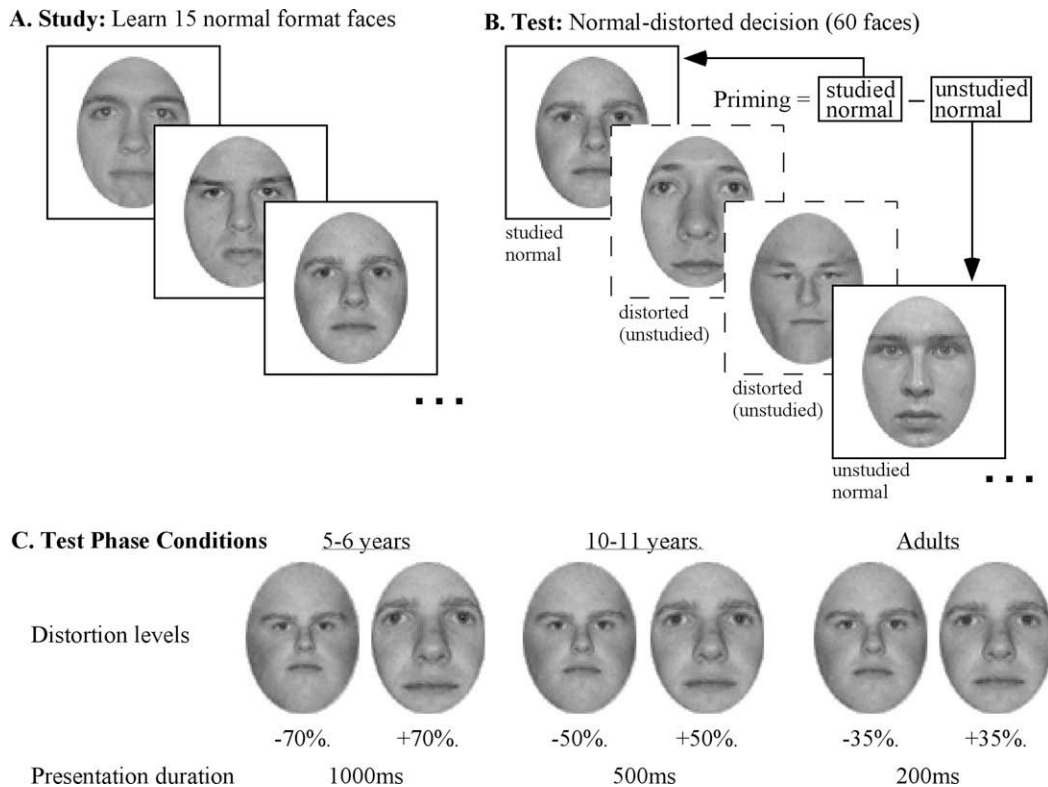 A. Study: Learn 15 normal format faces
B. Test: Normal-distorted decision (60 faces)
Priming = studied normal – unstudied normal
studied
normal
distorted
(unstudied)
distorted
(unstudied)
unstudied
normal
...
...
C. Test Phase Conditions 5-6 years 10-11 years. Adults
Distortion levels
-70%. +70%. -50%. +50%. -35%. +35%.
Presentation duration 1000ms 500ms 200ms